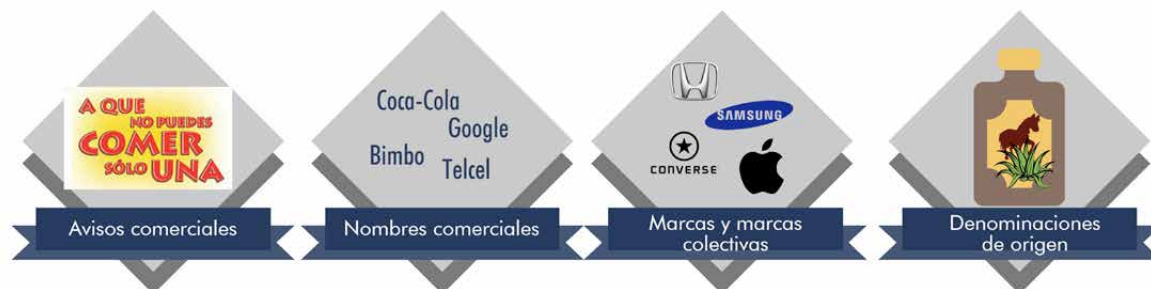 A QUE
NO PUEDES
COMER
SÓLO UNA
Coca-Cola
Google
Bimbo
Telcel
SAMSUNG
CONVERSE
Avisos comerciales
Nombres comerciales
Marcas y marcas
colectivas
Denominaciones
de origen